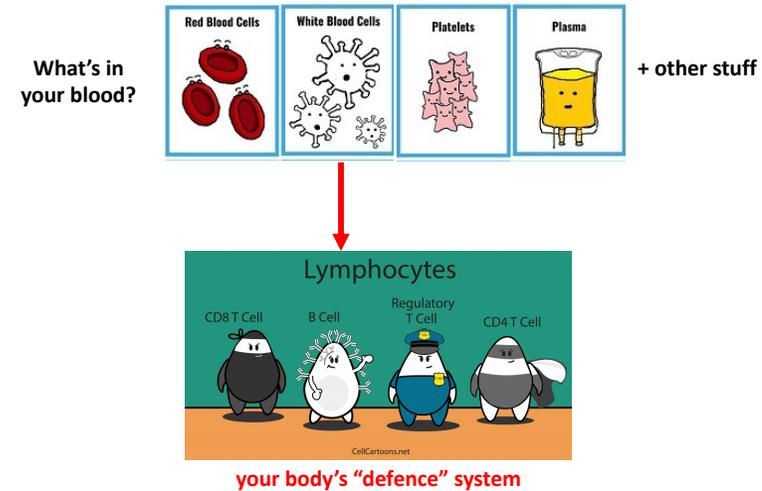 What's in
your blood?
Red Blood Cells
White Blood Cells
Platelets
Plasma
+ other stuff
Lymphocytes
CD8 T Cell
B Cell
Regulatory
T Cell
CD4 T Cell
CellCartoons.net
your body's “defence” system